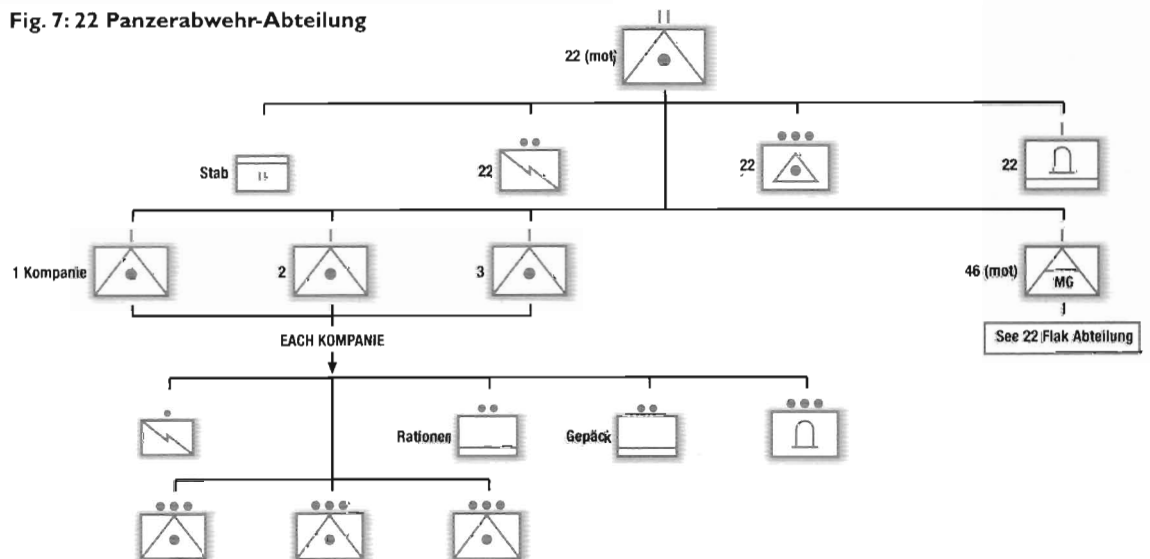 Fig. 7: 22 Panzerabwehr-Abteilung
22 (mot)
Stab
22
22
22
1 Kompanie
2
3
46 (mot)
MG
See 22 Flak Abteilung
EACH KOMPANIE
Rationen
Gepäck